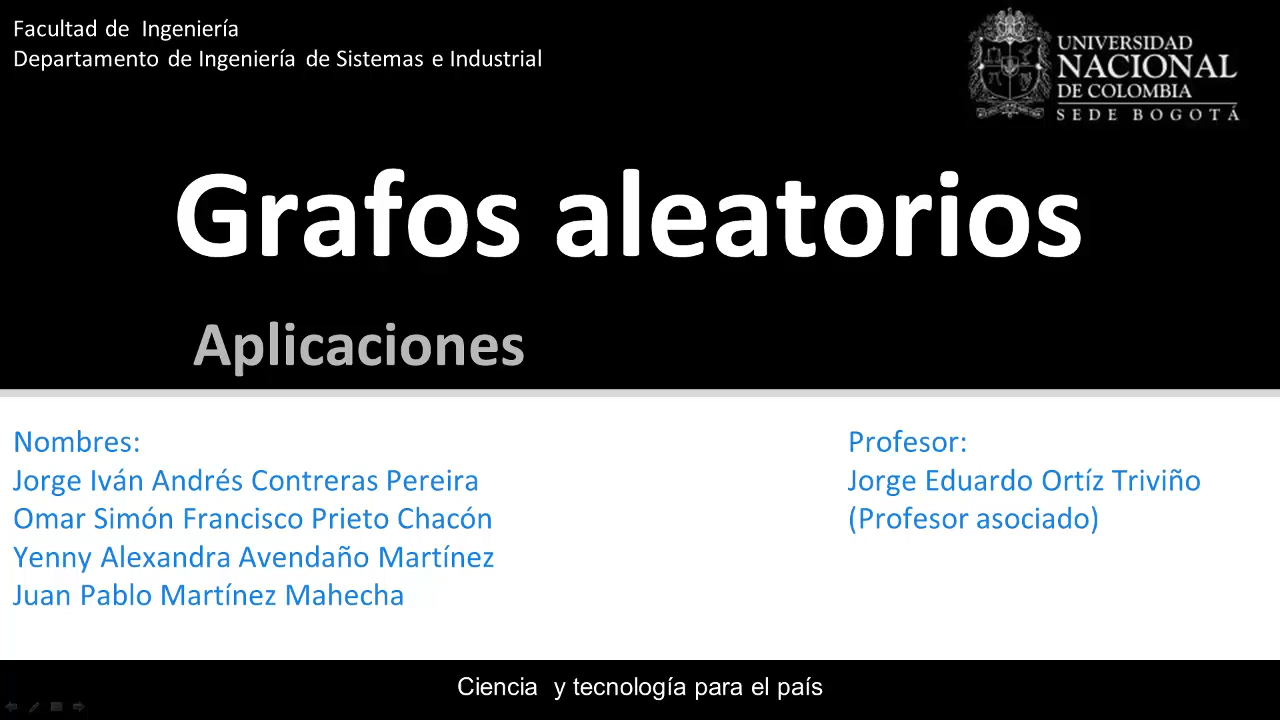 Facultad de Ingeniería
Departamento de Ingeniería de Sistemas e Industrial
UNIVERSIDAD
NACIONAL
DE COLOMBIA
SEDE BOGOTÁ
Grafos aleatorios
Aplicaciones
Nombres:
Jorge Iván Andrés Contreras Pereira
Omar Simón Francisco Prieto Chacón
Yenny Alexandra Avendaño Martínez
Juan Pablo Martínez Mahecha
Profesor:
Jorge Eduardo Ortíz Triviño
(Profesor asociado)
Ciencia y tecnología para el país